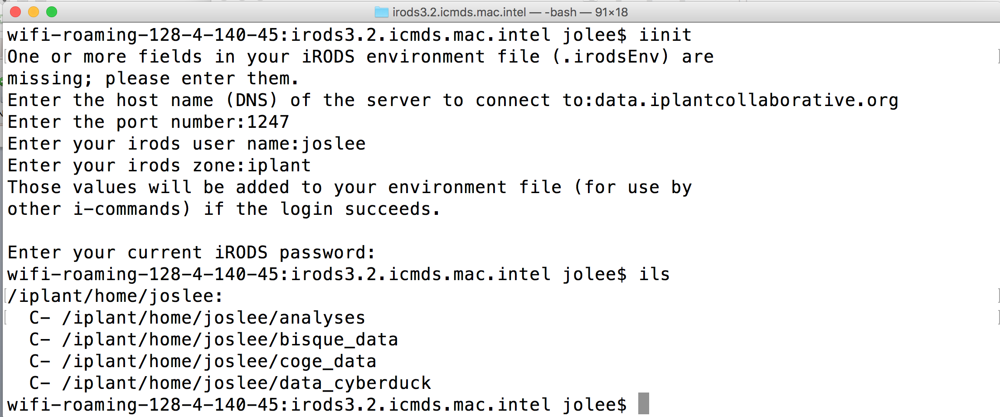 irods3.2.icmds.mac.intel — -bash — 91×18
wifi-roaming-128-4-140-45:irods3.2.icmds.mac.intel jolee$ iinit
One or more fields in your iRODS environment file (.irodsEnv) are
missing; please enter them.
Enter the host name (DNS) of the server to connect to:data.iplantcollaborative.org
Enter the port number:1247
Enter your irods user name:joslee
Enter your irods zone:iplant
Those values will be added to your environment file (for use by
other i-commands) if the login succeeds.
Enter your current iRODS password:
wifi-roaming-128-4-140-45:irods3.2.icmds.mac.intel jolee$ ils
/iplant/home/joslee:
  C- /iplant/home/joslee/analyses
  C- /iplant/home/joslee/bisque_data
  C- /iplant/home/joslee/coge_data
  C- /iplant/home/joslee/data_cyberduck
wifi-roaming-128-4-140-45:irods3.2.icmds.mac.intel jolee$